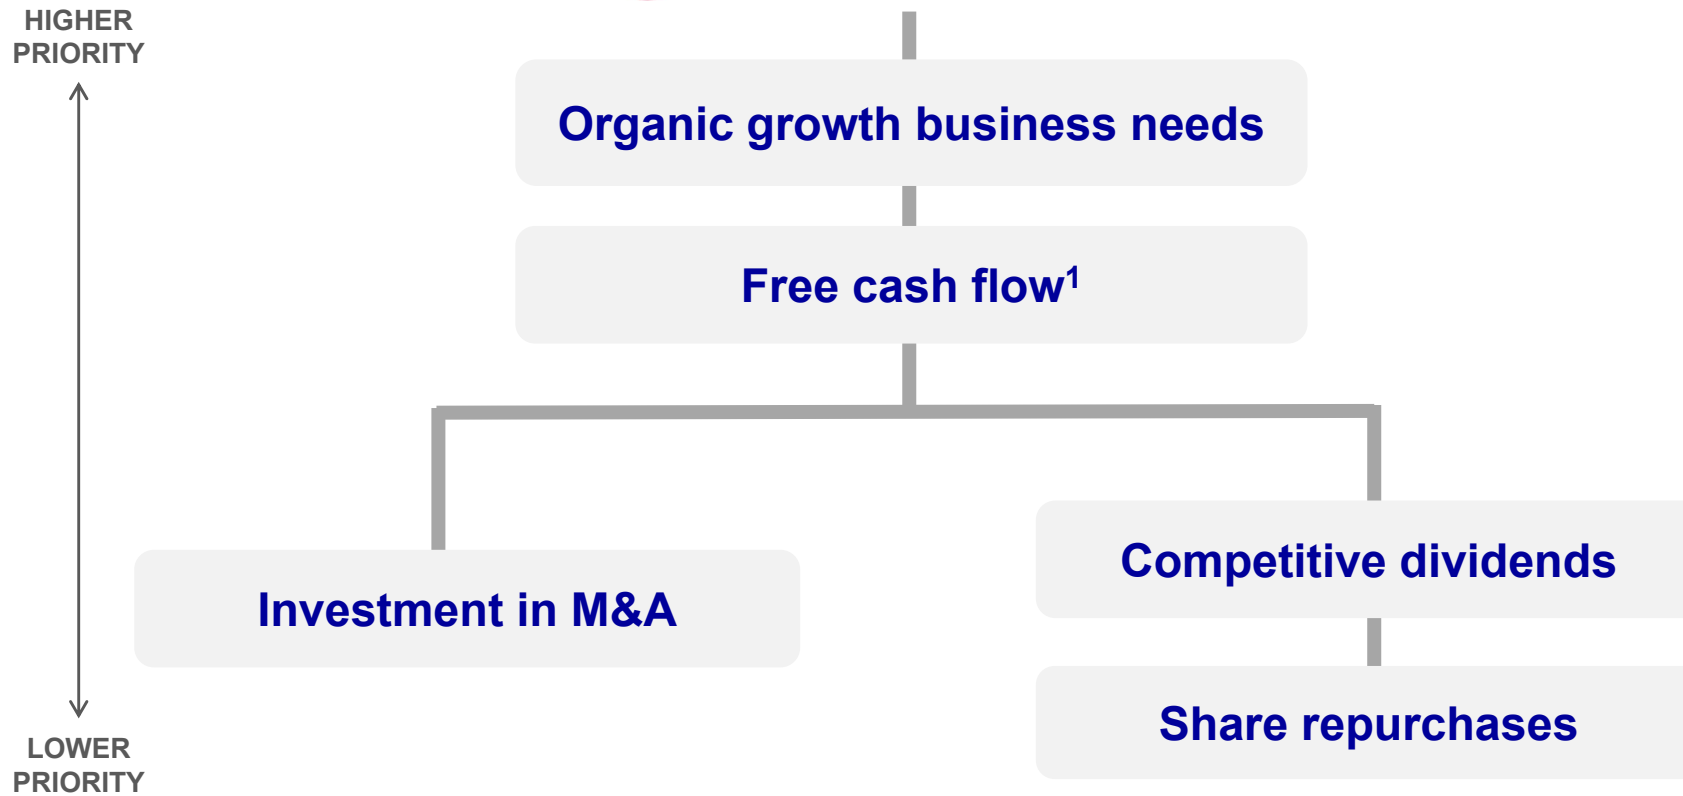 HIGHER
PRIORITY
Organic growth business needs
Free cash flow¹
Competitive dividends
Investment in M&A
Share repurchases
LOWER
PRIORITY